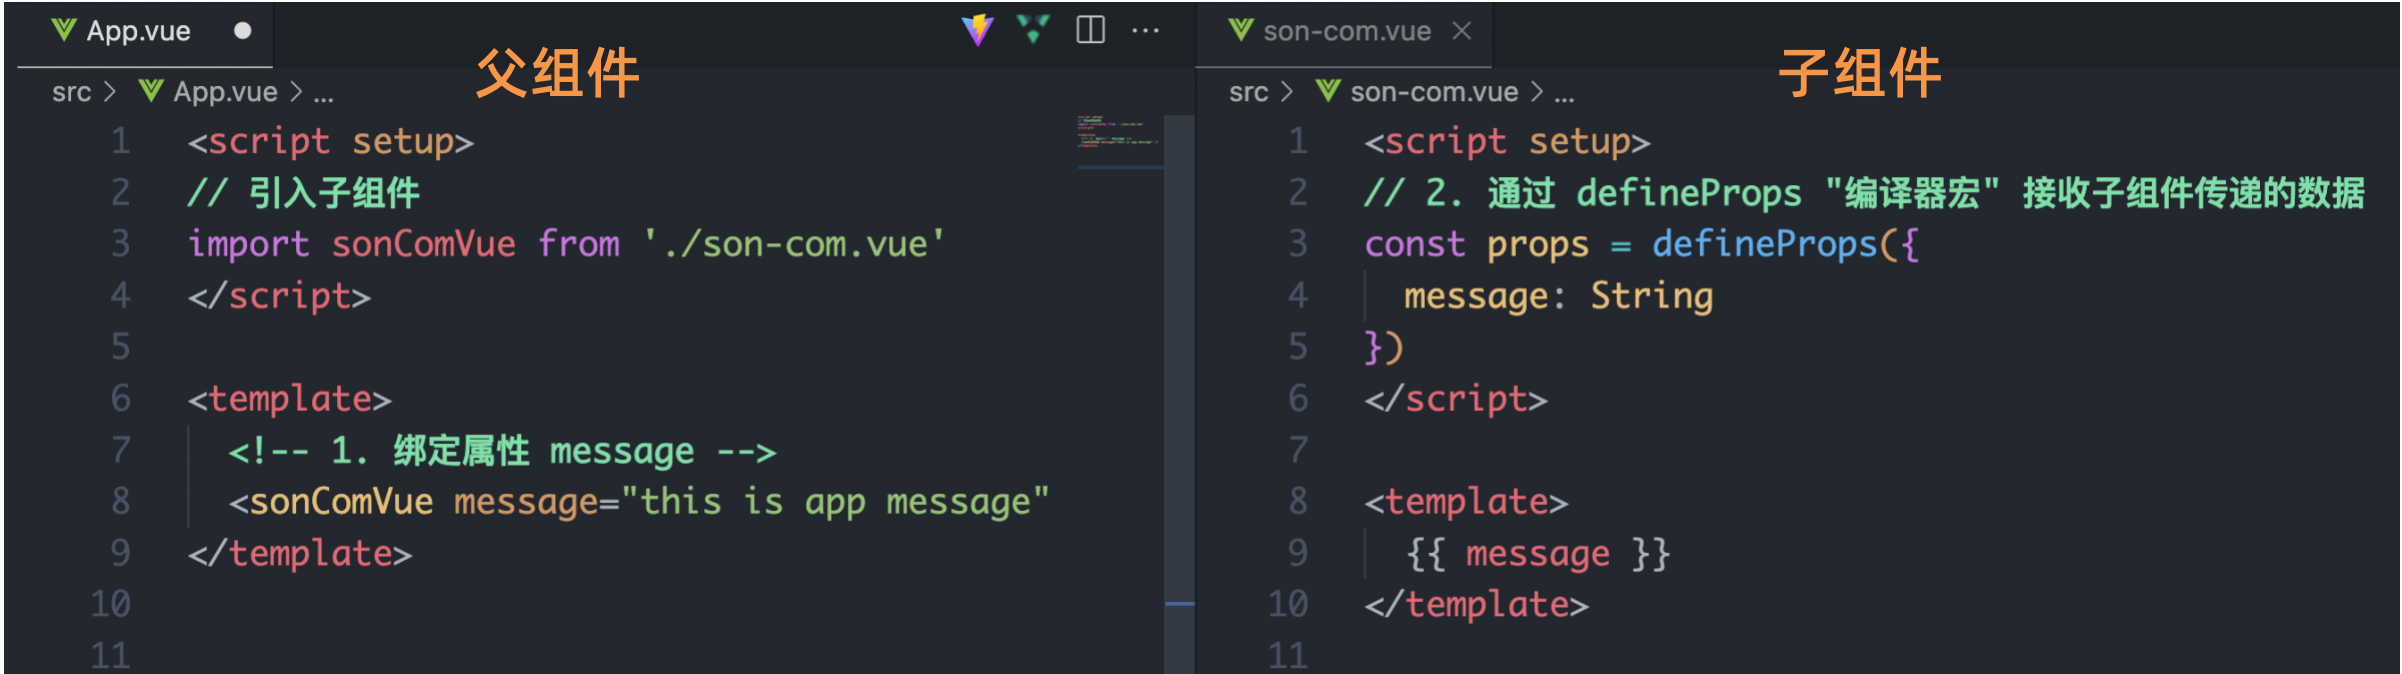 App.vue
父组件
src > App.vue > ...
1 <script setup>
2 // 引入子组件
3 import sonComVue from './son-com.vue'
4 </script>
5
6 <template>
7 <!-- 1. 绑定属性 message -->
8 <sonComVue message="this is app message"
9 </template>
10
11
son-com.vue
子组件
src > son-com.vue > ...
1 <script setup>
2 // 2. 通过 defineProps "编译器宏" 接收子组件传递的数据
3 const props = defineProps({
4 message: String
5 })
6 </script>
7
8 <template>
9 {{ message }}
10 </template>
11